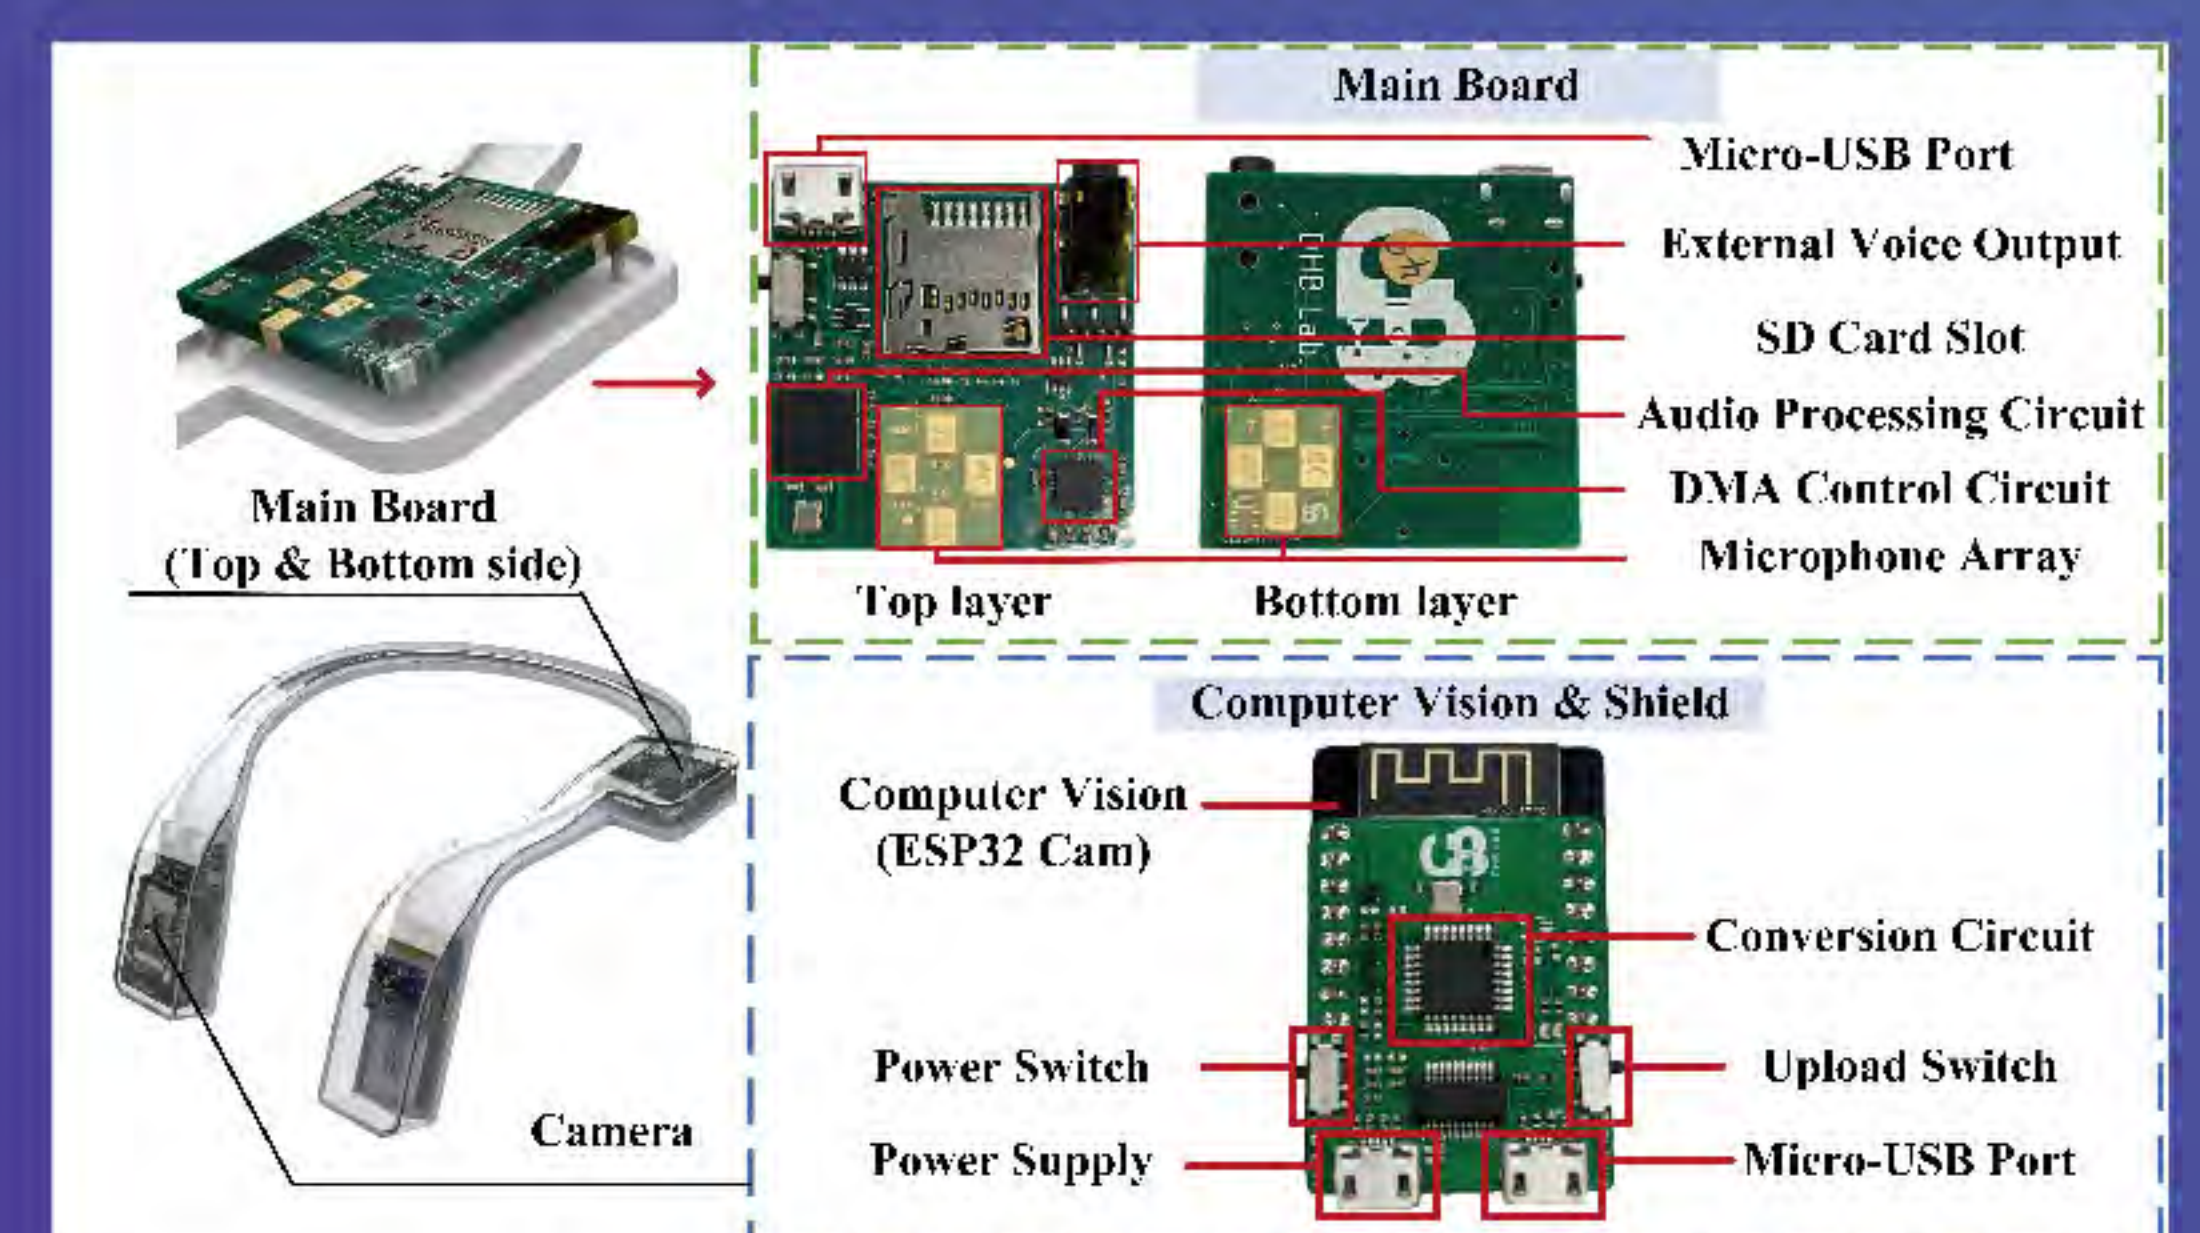 Main Board
Micro-USB Port
External Voice Output
SD Card Slot
Audio Processing Circuit
DMA Control Circuit
Microphone Array
Top layer
Bottom layer
Main Board
(Top & Bottom side)
Camera
Computer Vision & Shield
Computer Vision
(ESP32 Cam)
Conversion Circuit
Power Switch
Upload Switch
Power Supply
Micro-USB Port